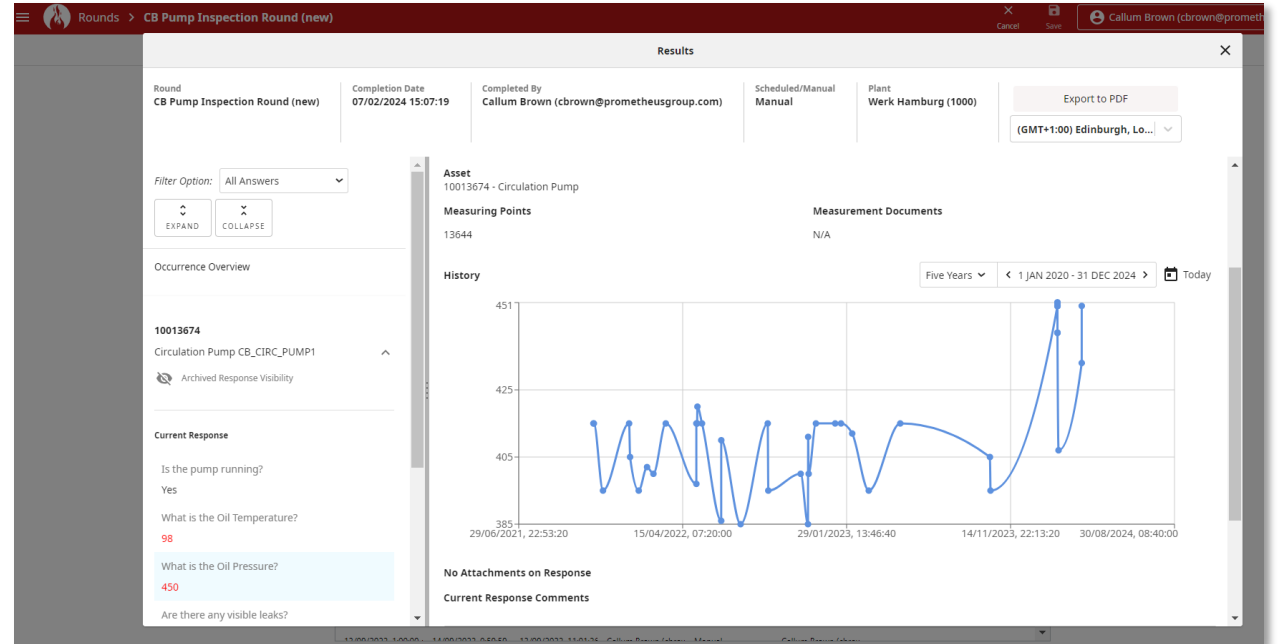 Rounds > CB Pump Inspection Round (new)
Cancel
Save
Callum Brown (cbrown@prometh
Results
Round
CB Pump Inspection Round (new)
Completion Date
07/02/2024 15:07:19
Completed By
Callum Brown (cbrown@prometheusgroup.com)
Scheduled/Manual
Manual
Plant
Werk Hamburg (1000)
Export to PDF
(GMT+1:00) Edinburgh, Lo...
Filter Option: All Answers
EXPAND
COLLAPSE
Occurrence Overview
10013674
Circulation Pump CB_CIRC_PUMP1
Archived Response Visibility
Current Response
Is the pump running?
Yes
What is the Oil Temperature?
98
What is the Oil Pressure?
450
Are there any visible leaks?
Asset
10013674 - Circulation Pump
Measuring Points
13644
Measurement Documents
N/A
History
Five Years
1 JAN 2020 - 31 DEC 2024
Today
451
425
405
385
29/06/2021, 22:53:20
15/04/2022, 07:20:00
29/01/2023, 13:46:40
14/11/2023, 22:13:20
30/08/2024, 08:40:00
No Attachments on Response
Current Response Comments